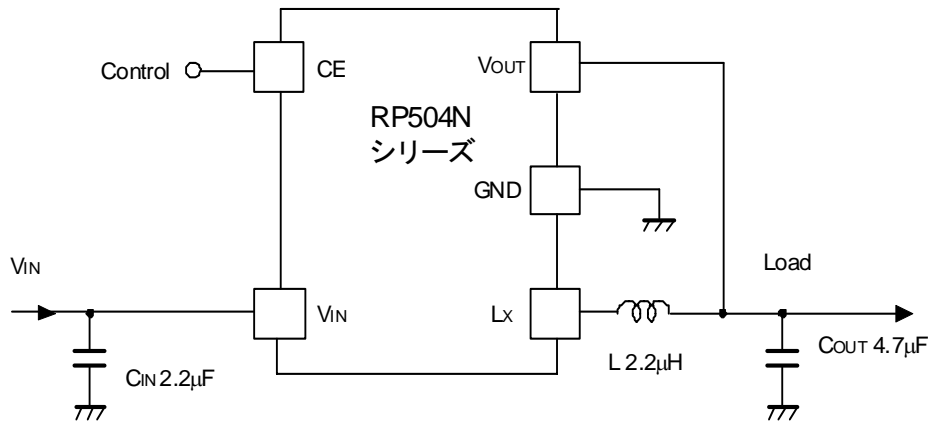 Control
CE
VOUT
RP504N
シリーズ
GND
VIN
Load
VIN
LX
CIN 2.2μF
L 2.2μH
COUT 4.7μF